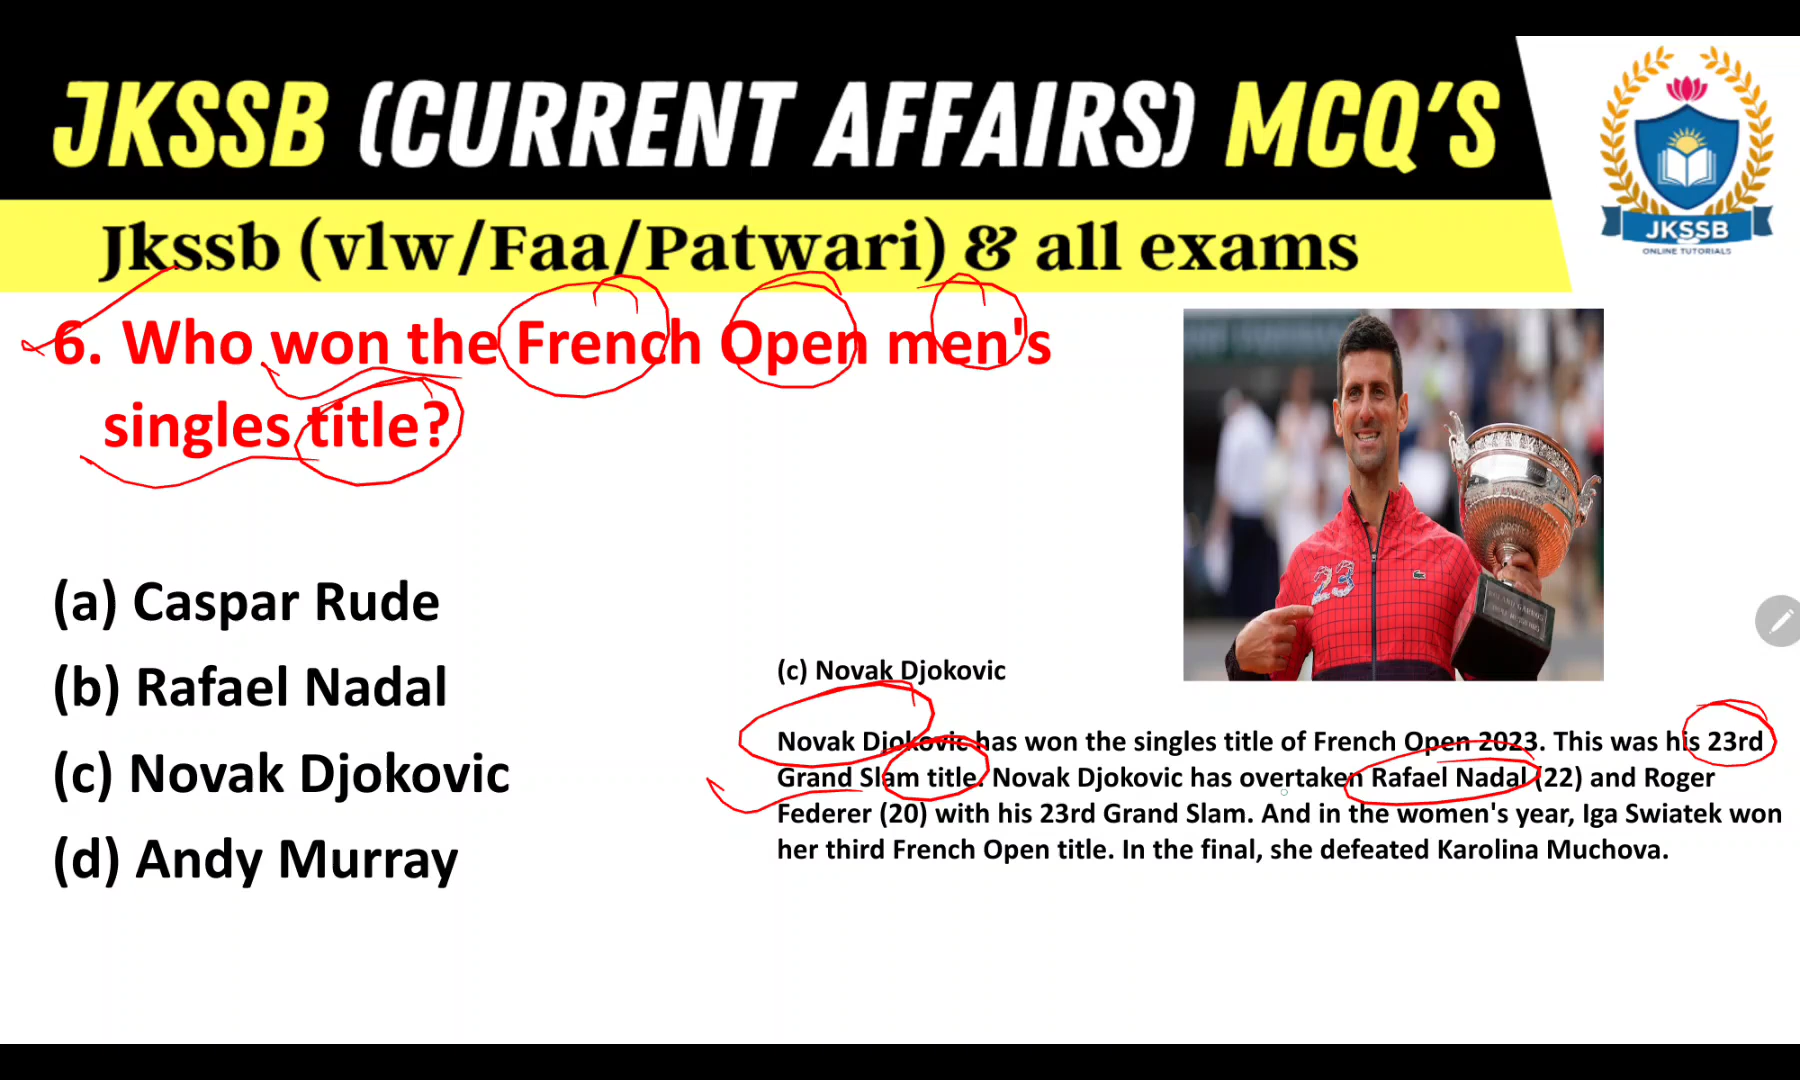 JKSSB (CURRENT AFFAIRS) MCQ'S
JKSSB
ONLINE TUTORIALS
Jkssb (vlw/Faa/Patwari) & all exams
6. Who won the French Open men's
singles title?
(a) Caspar Rude
(b) Rafael Nadal
(c) Novak Djokovic
(d) Andy Murray
23
(c) Novak Djokovic
Novak Djokovic has won the singles title of French Open 2023. This was his 23rd
Grand Slam title. Novak Djokovic has overtaken Rafael Nadal (22) and Roger
Federer (20) with his 23rd Grand Slam. And in the women's year, Iga Swiatek won
her third French Open title. In the final, she defeated Karolina Muchova.